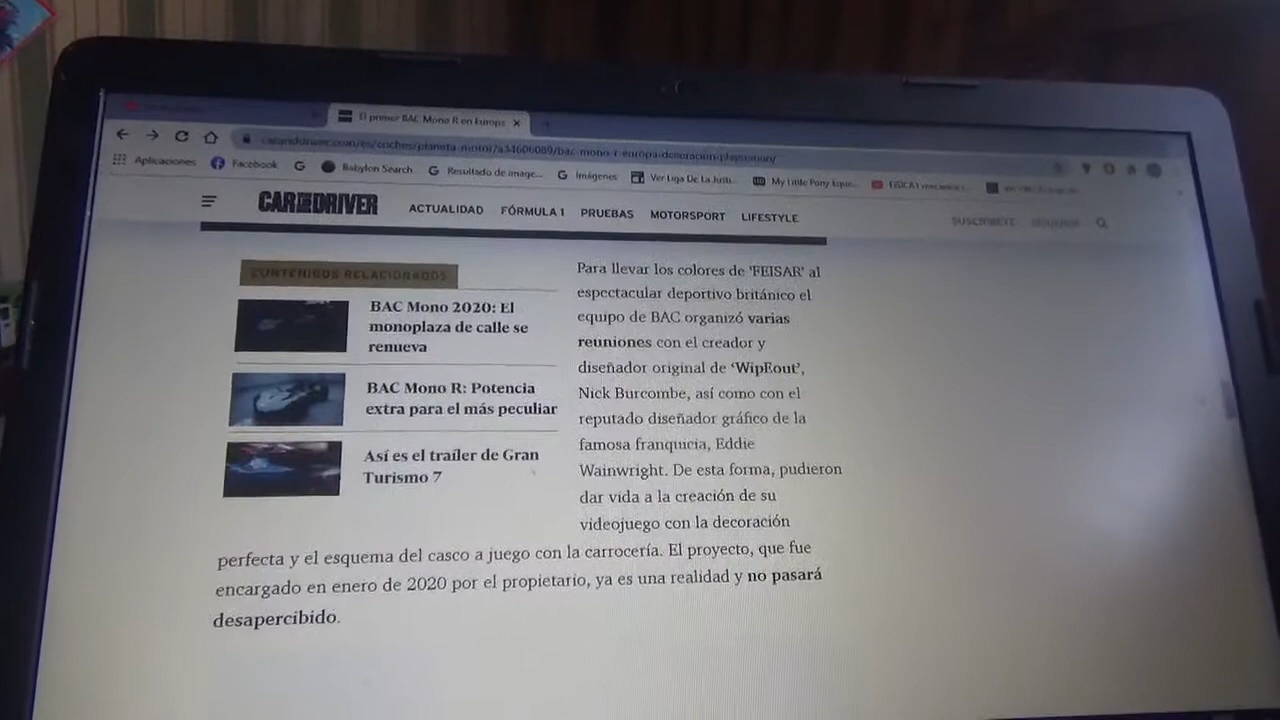 El primer BAC Mono R en Europa
caranddriver.com/es/coches/planeta-motor/a34606089/bac-mono-r-europa-decoracion-playstation/
Aplicaciones Facebook Babylon Search Resultado de image... Imágenes Ver Liga De La Justi... My Little Pony Eque...
CAR AND DRIVER ACTUALIDAD FÓRMULA 1 PRUEBAS MOTORSPORT LIFESTYLE SUSCRÍBETE
CONTENIDOS RELACIONADOS
BAC Mono 2020: El
monoplaza de calle se
renueva
BAC Mono R: Potencia
extra para el más peculiar
Así es el traíler de Gran
Turismo 7
Para llevar los colores de ‘FEISAR’ al
espectacular deportivo británico el
equipo de BAC organizó varias
reuniones con el creador y
diseñador original de ‘WipEout’,
Nick Burcombe, así como con el
reputado diseñador gráfico de la
famosa franquicia, Eddie
Wainwright. De esta forma, pudieron
dar vida a la creación de su
videojuego con la decoración
perfecta y el esquema del casco a juego con la carrocería. El proyecto, que fue
encargado en enero de 2020 por el propietario, ya es una realidad y no pasará
desapercibido.